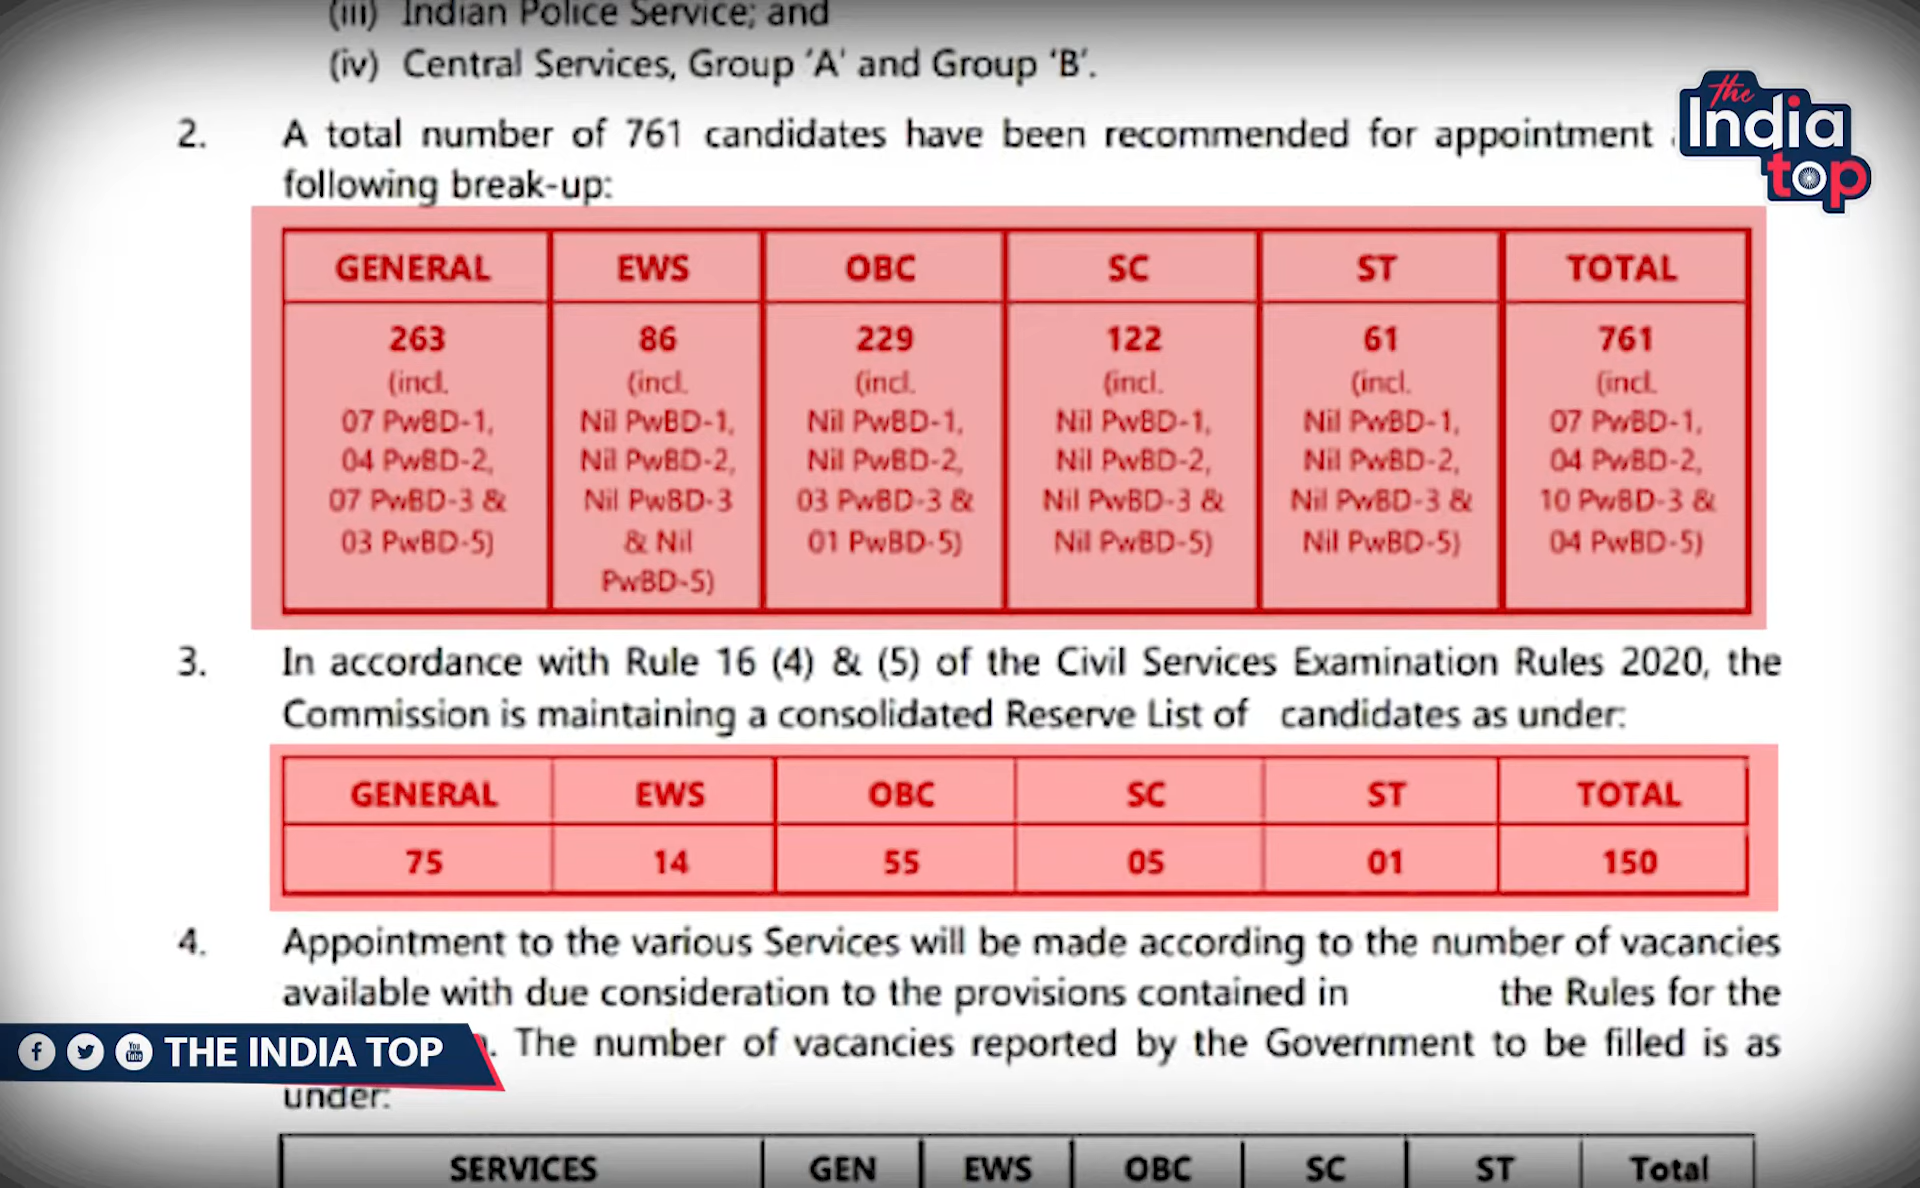 (iii) Indian Police Service; and
(iv) Central Services, Group 'A' and Group 'B'.
2. A total number of 761 candidates have been recommended for appointment
following break-up:
the
India
top
GENERAL EWS OBC SC ST TOTAL
263 86 229 122 61 761
(incl. (incl. (incl. (incl. (incl. (incl.
07 PwBD-1, Nil PwBD-1, Nil PwBD-1, Nil PwBD-1, Nil PwBD-1, 07 PwBD-1,
04 PwBD-2, Nil PwBD-2, Nil PwBD-2, Nil PwBD-2, Nil PwBD-2, 04 PwBD-2,
07 PwBD-3 & Nil PwBD-3 03 PwBD-3 & Nil PwBD-3 & Nil PwBD-3 & 10 PwBD-3 &
03 PwBD-5) & Nil 01 PwBD-5) Nil PwBD-5) Nil PwBD-5) 04 PwBD-5)
PwBD-5)
3. In accordance with Rule 16 (4) & (5) of the Civil Services Examination Rules 2020, the
Commission is maintaining a consolidated Reserve List of candidates as under:
GENERAL EWS OBC SC ST TOTAL
75 14 55 05 01 150
4. Appointment to the various Services will be made according to the number of vacancies
available with due consideration to the provisions contained in the Rules for the
. The number of vacancies reported by the Government to be filled is as
THE INDIA TOP
under:
SERVICES GEN EWS OBC SC ST Total